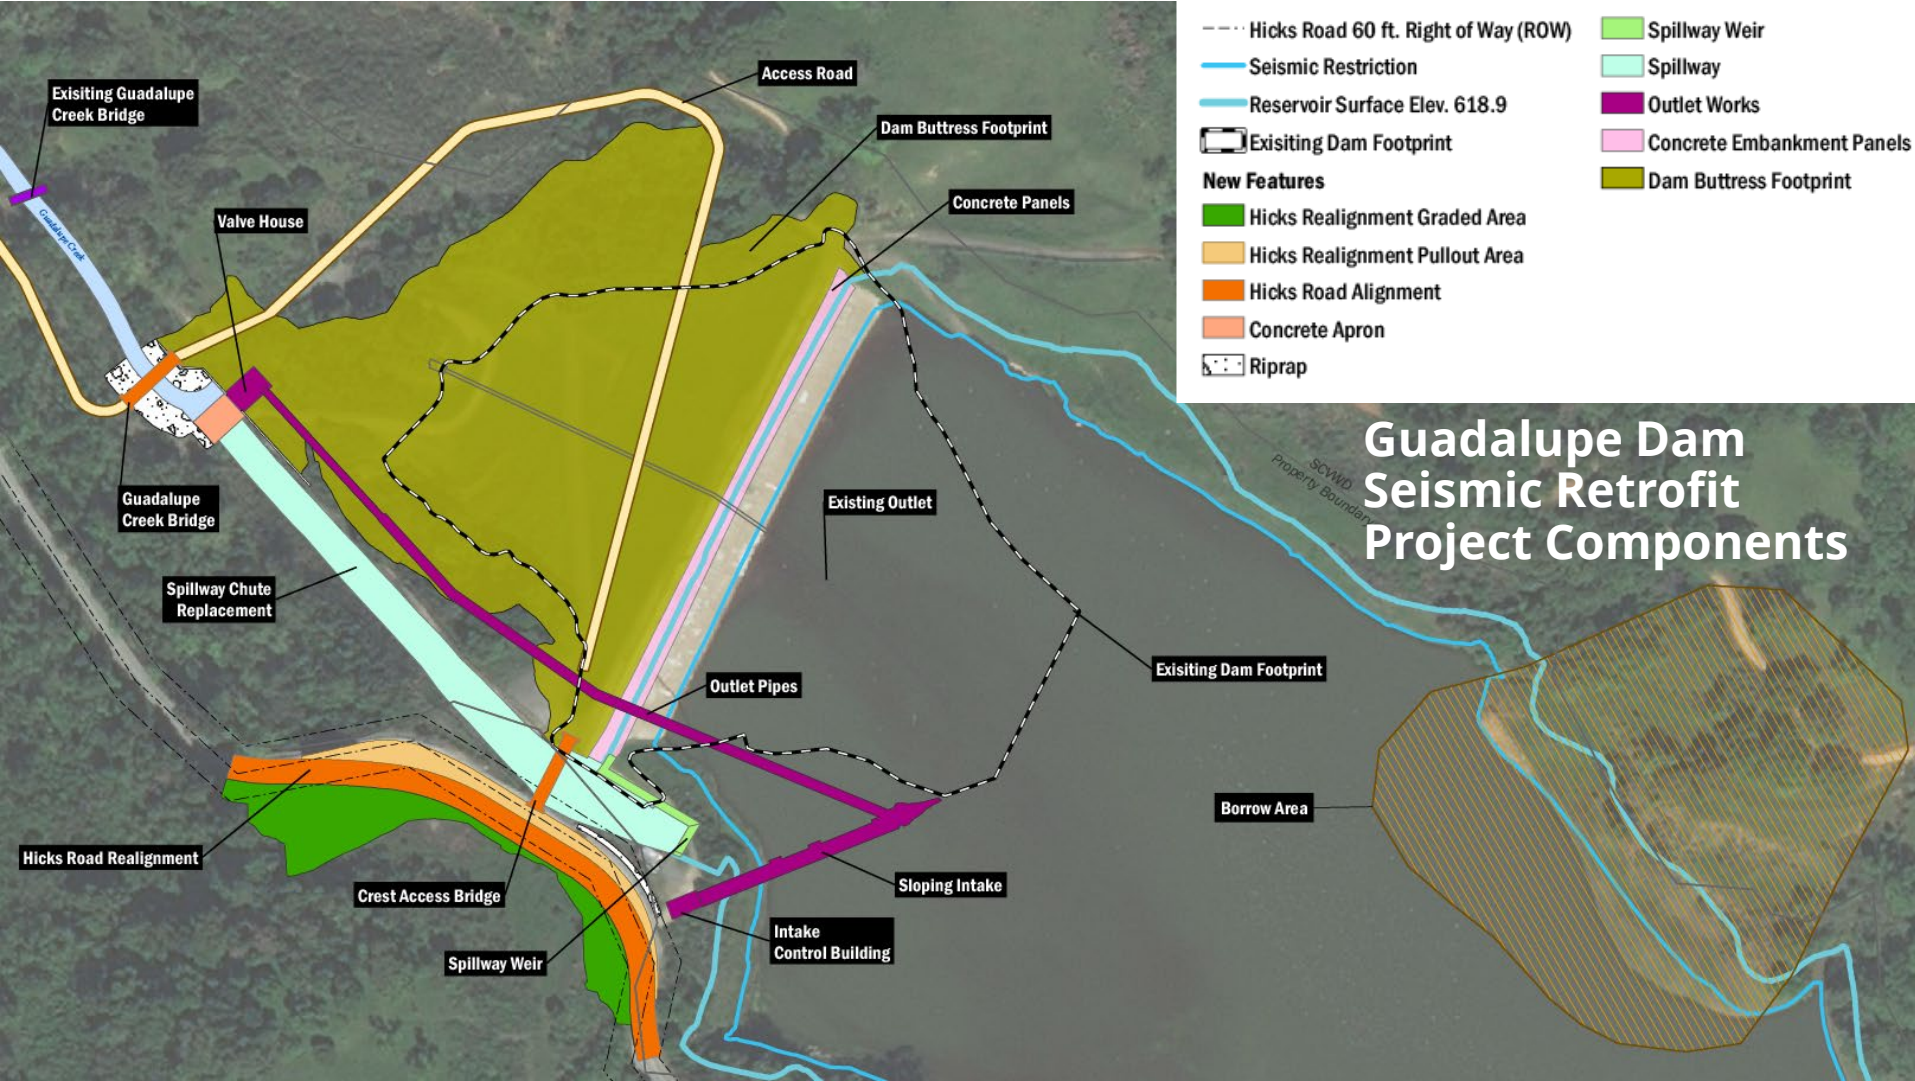 Hicks Road 60 ft. Right of Way (ROW)
Seismic Restriction
Reservoir Surface Elev. 618.9
Exisiting Dam Footprint
New Features
Hicks Realignment Graded Area
Hicks Realignment Pullout Area
Hicks Road Alignment
Concrete Apron
Riprap
Spillway Weir
Spillway
Outlet Works
Concrete Embankment Panels
Dam Buttress Footprint
Guadalupe Dam
Seismic Retrofit
Project Components
Access Road
Exisiting Guadalupe
Creek Bridge
Dam Buttress Footprint
Concrete Panels
Valve House
Guadalupe Creek
SCVWD
Property Boundary
Guadalupe
Creek Bridge
Existing Outlet
Spillway Chute
Replacement
Exisiting Dam Footprint
Outlet Pipes
Borrow Area
Hicks Road Realignment
Crest Access Bridge
Sloping Intake
Intake
Control Building
Spillway Weir